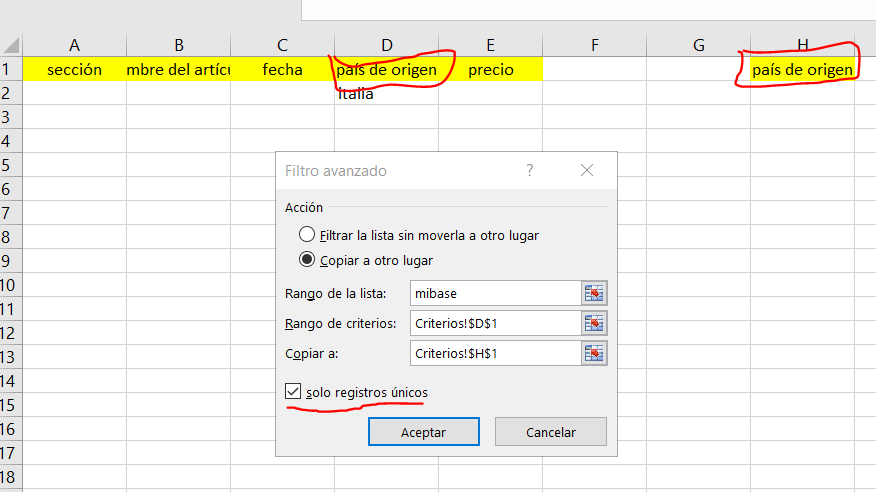 A B C D E F G H
1 sección mbre del artícu fecha país de origen precio país de origen
2 Italia
3
4
5
6
7
8
9
10
11
12
13
14
15
16
17
18
Filtro avanzado ? ×
Acción
Filtrar la lista sin moverla a otro lugar
Copiar a otro lugar
Rango de la lista: mibase
Rango de criterios: Criterios!$D$1
Copiar a: Criterios!$H$1
solo registros únicos
Aceptar Cancelar